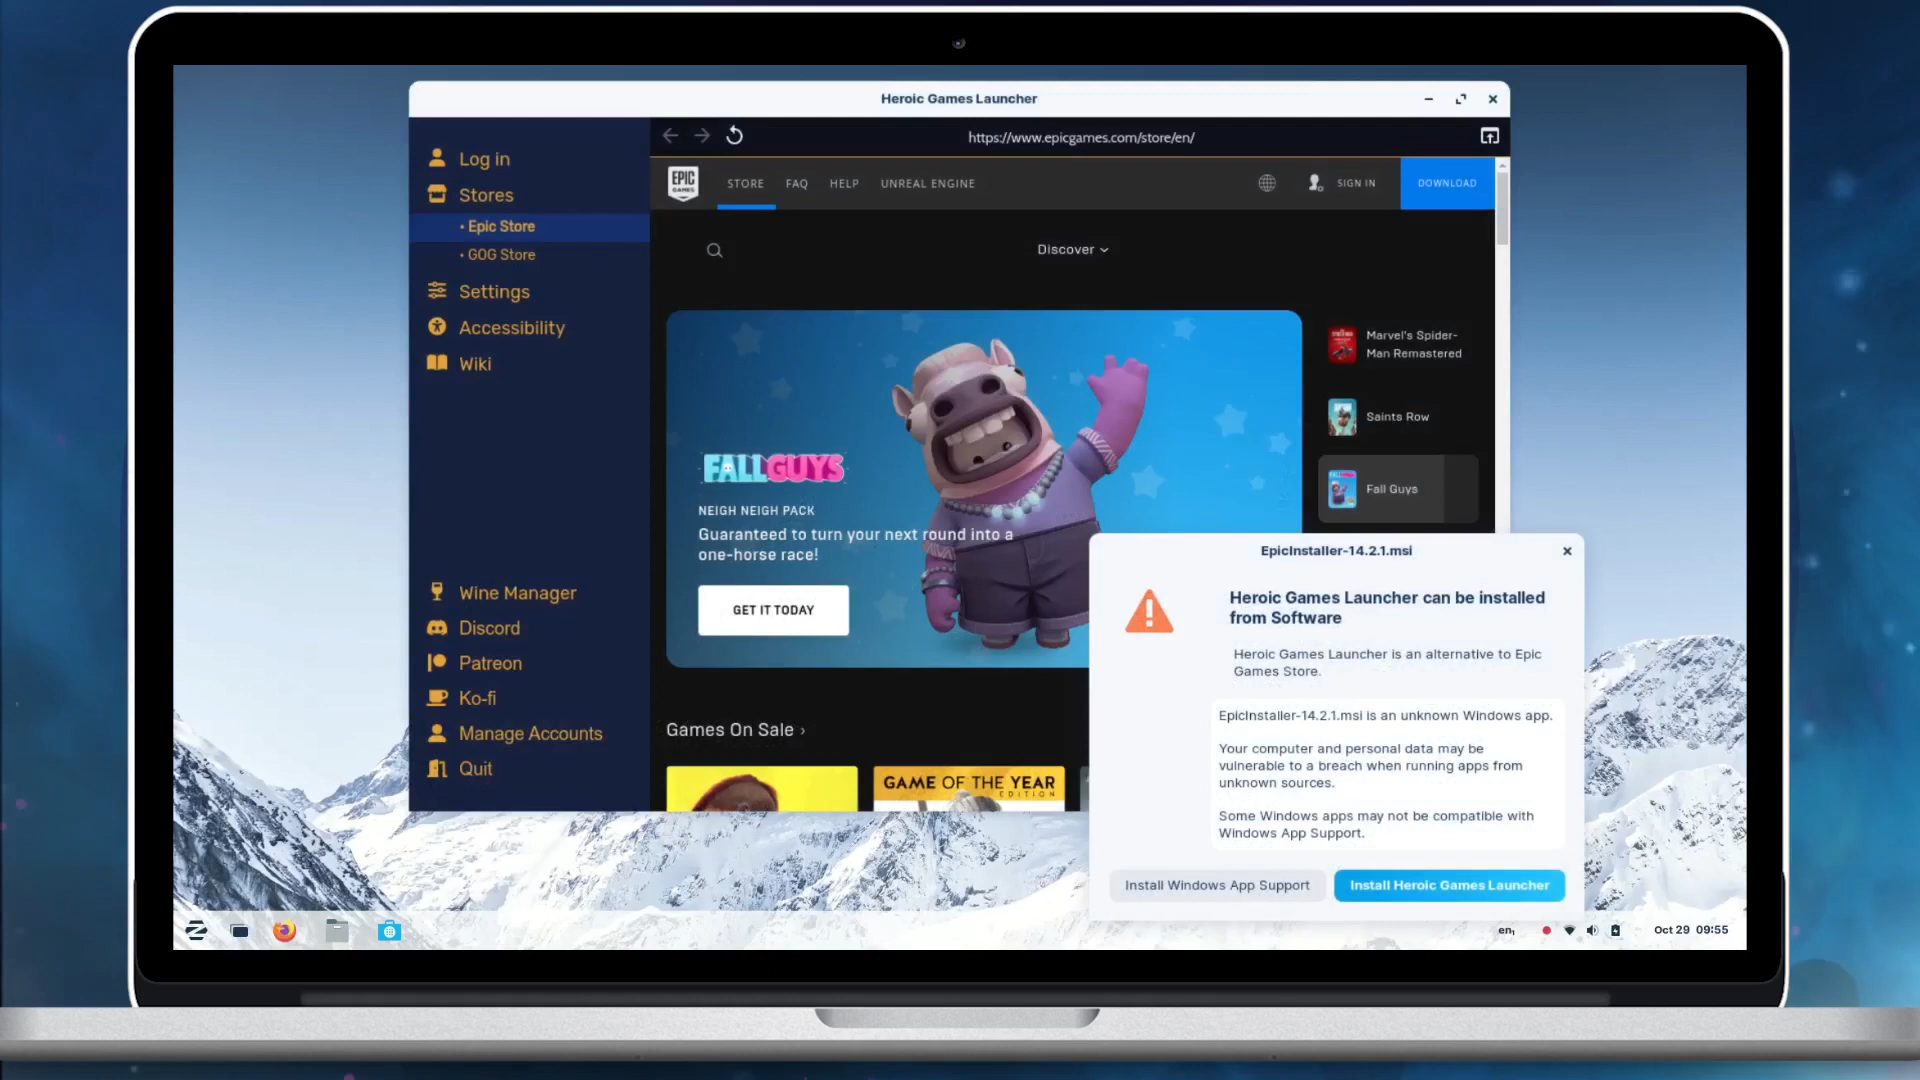 Heroic Games Launcher
Log in
Stores
• Epic Store
• GOG Store
Settings
Accessibility
Wiki
Wine Manager
Discord
Patreon
Ko-fi
Manage Accounts
Quit
https://www.epicgames.com/store/en/
EPIC
GAMES
STORE FAQ HELP UNREAL ENGINE
SIGN IN
DOWNLOAD
Discover
FALL GUYS
NEIGH NEIGH PACK
Guaranteed to turn your next round into a
one-horse race!
GET IT TODAY
Marvel's Spider-
Man Remastered
Saints Row
Fall Guys
Games On Sale ›
GAME OF THE YEAR
EDITION
EpicInstaller-14.2.1.msi
Heroic Games Launcher can be installed
from Software
Heroic Games Launcher is an alternative to Epic
Games Store.
EpicInstaller-14.2.1.msi is an unknown Windows app.
Your computer and personal data may be
vulnerable to a breach when running apps from
unknown sources.
Some Windows apps may not be compatible with
Windows App Support.
Install Windows App Support
Install Heroic Games Launcher
en₁
Oct 29 09:55